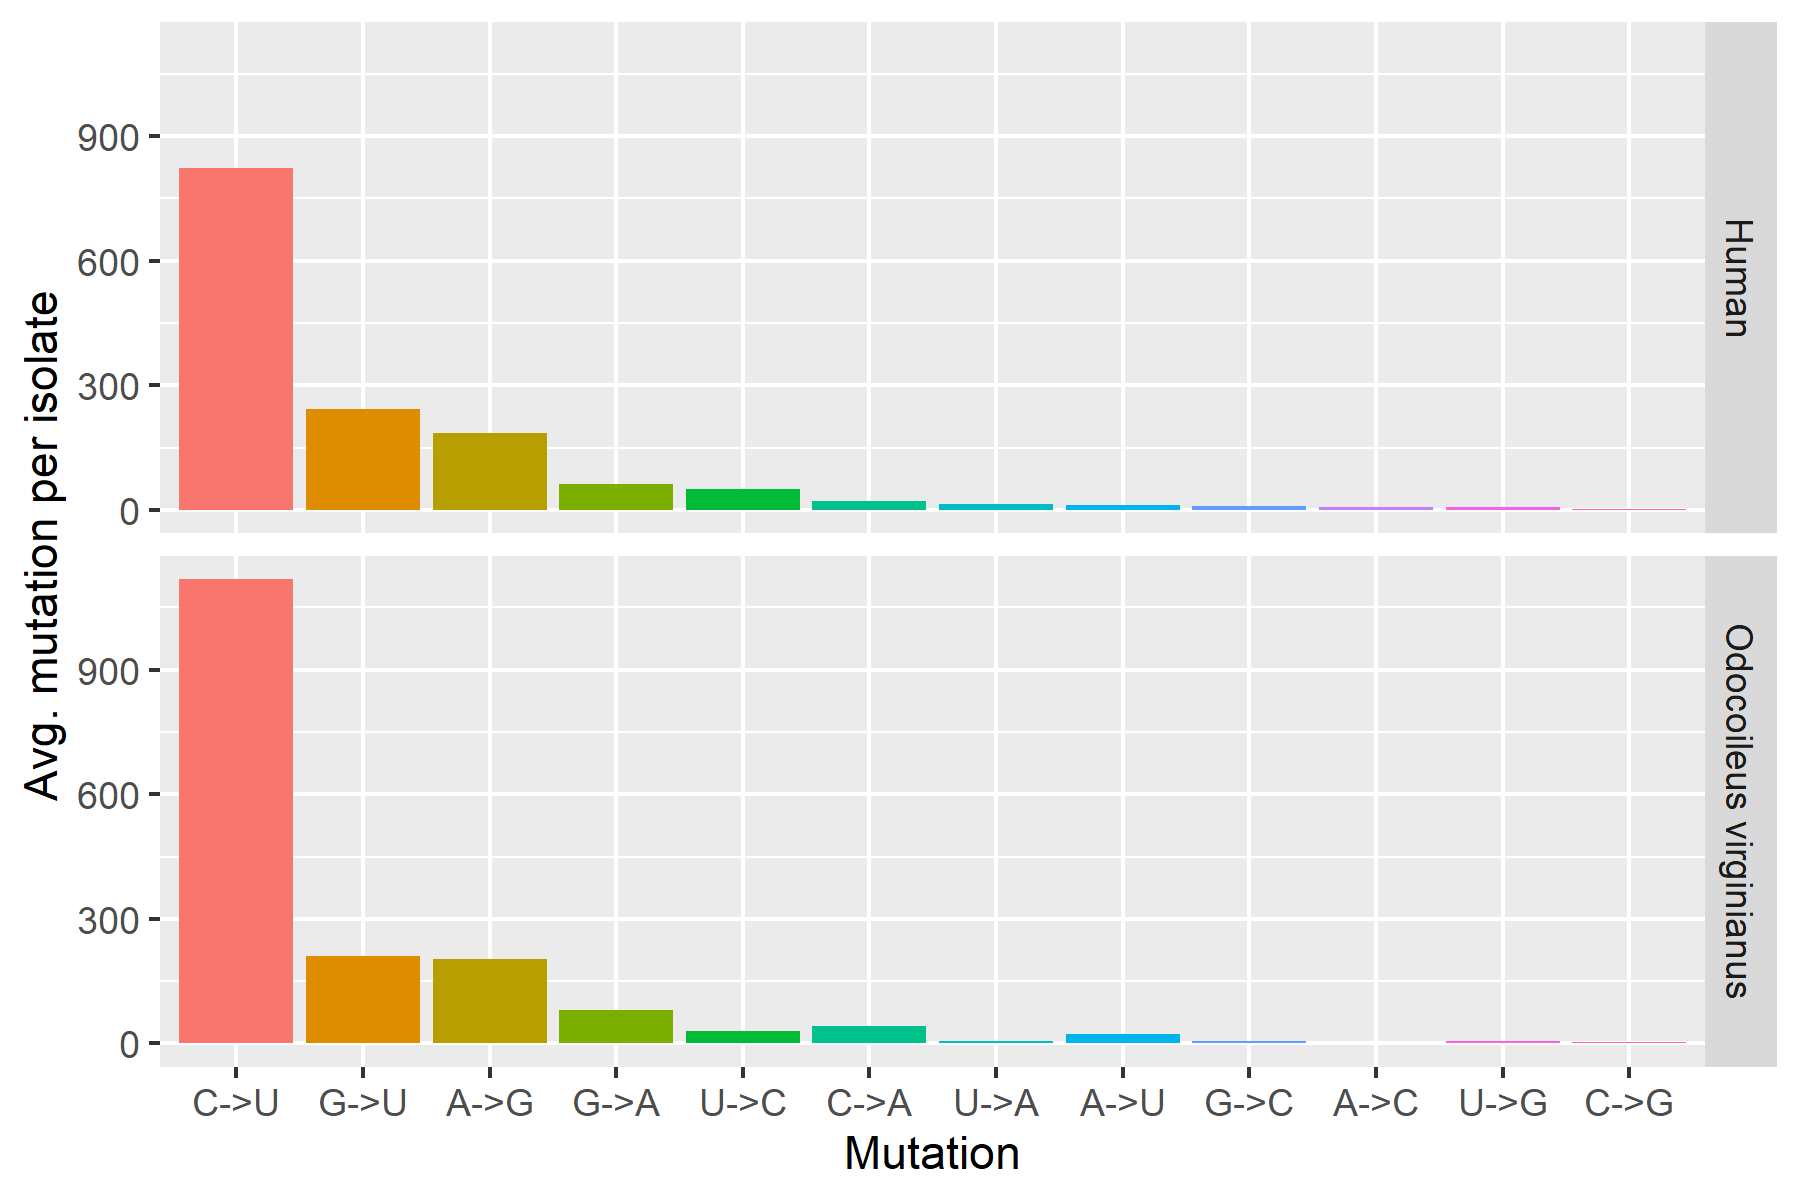 Avg. mutation per isolate
900
600
300
0
Human
900
600
300
0
Odocoileus virginianus
C->U G->U A->G G->A U->C C->A U->A A->U G->C A->C U->G C->G
Mutation